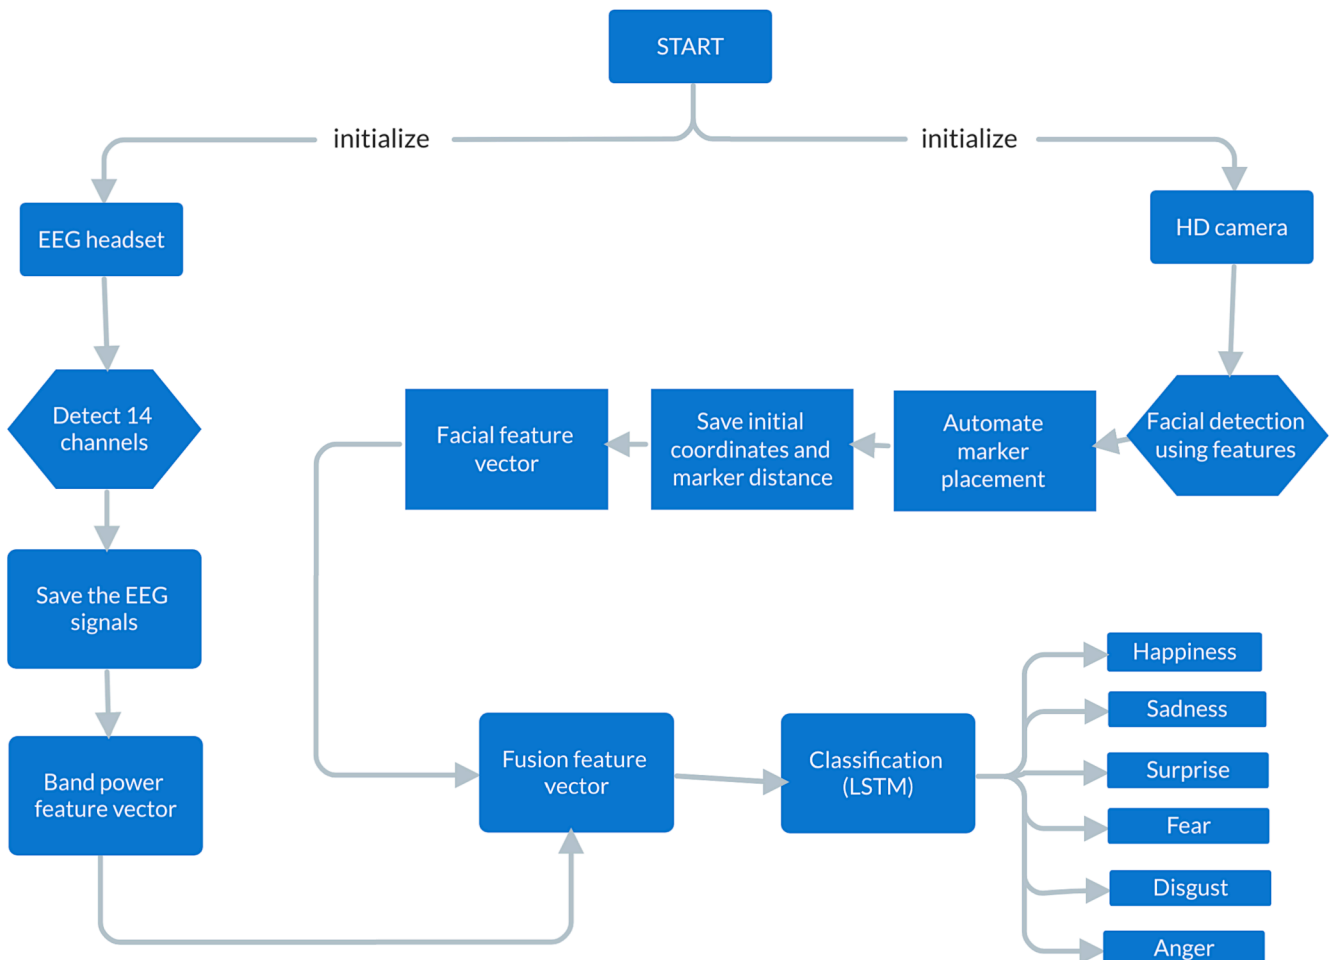 START
initialize
initialize
EEG headset
HD camera
Detect 14
channels
Facial feature
vector
Save initial
coordinates and
marker distance
Automate
marker
placement
Facial detection
using features
Save the EEG
signals
Band power
feature vector
Fusion feature
vector
Classification
(LSTM)
Happiness
Sadness
Surprise
Fear
Disgust
Anger